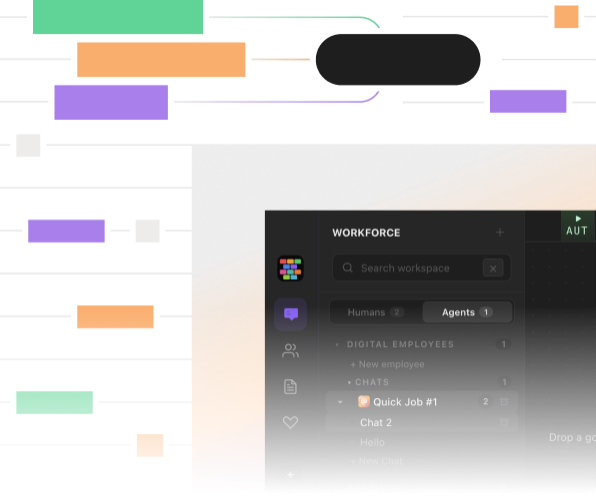 WORKFORCE +
AUT
Search workspace
Humans 2
Agents 1
DIGITAL EMPLOYEES 1
+ New employee
• CHATS 1
Quick Job #1 2
Chat 2
Drop a go
Hello
+ New Chat